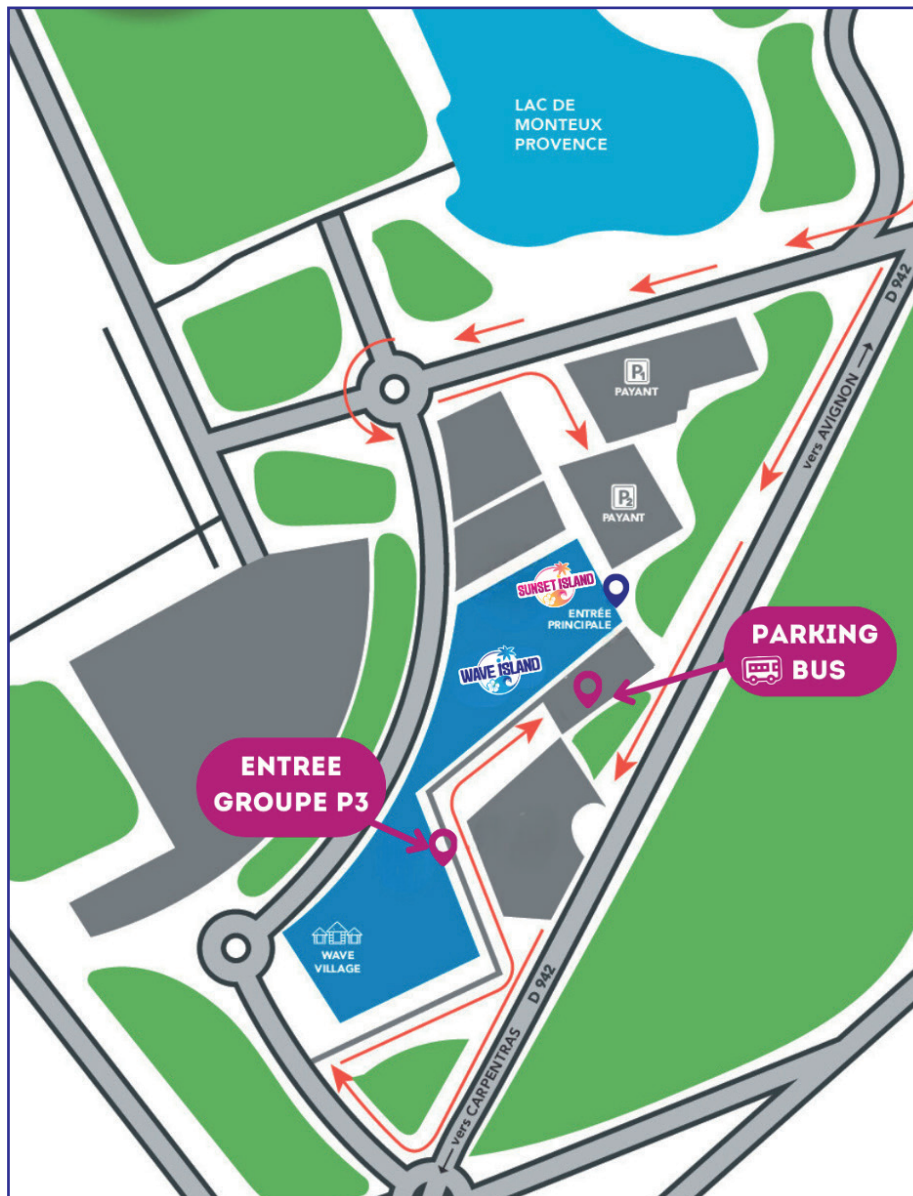 LAC DE
MONTEUX
PROVENCE
D 942
P1
PAYANT
vers AVIGNON
P2
PAYANT
SUNSET ISLAND
ENTRÉE
PRINCIPALE
PARKING
BUS
WAVE ISLAND
ENTREE
GROUPE P3
WAVE
VILLAGE
D 942
vers CARPENTRAS